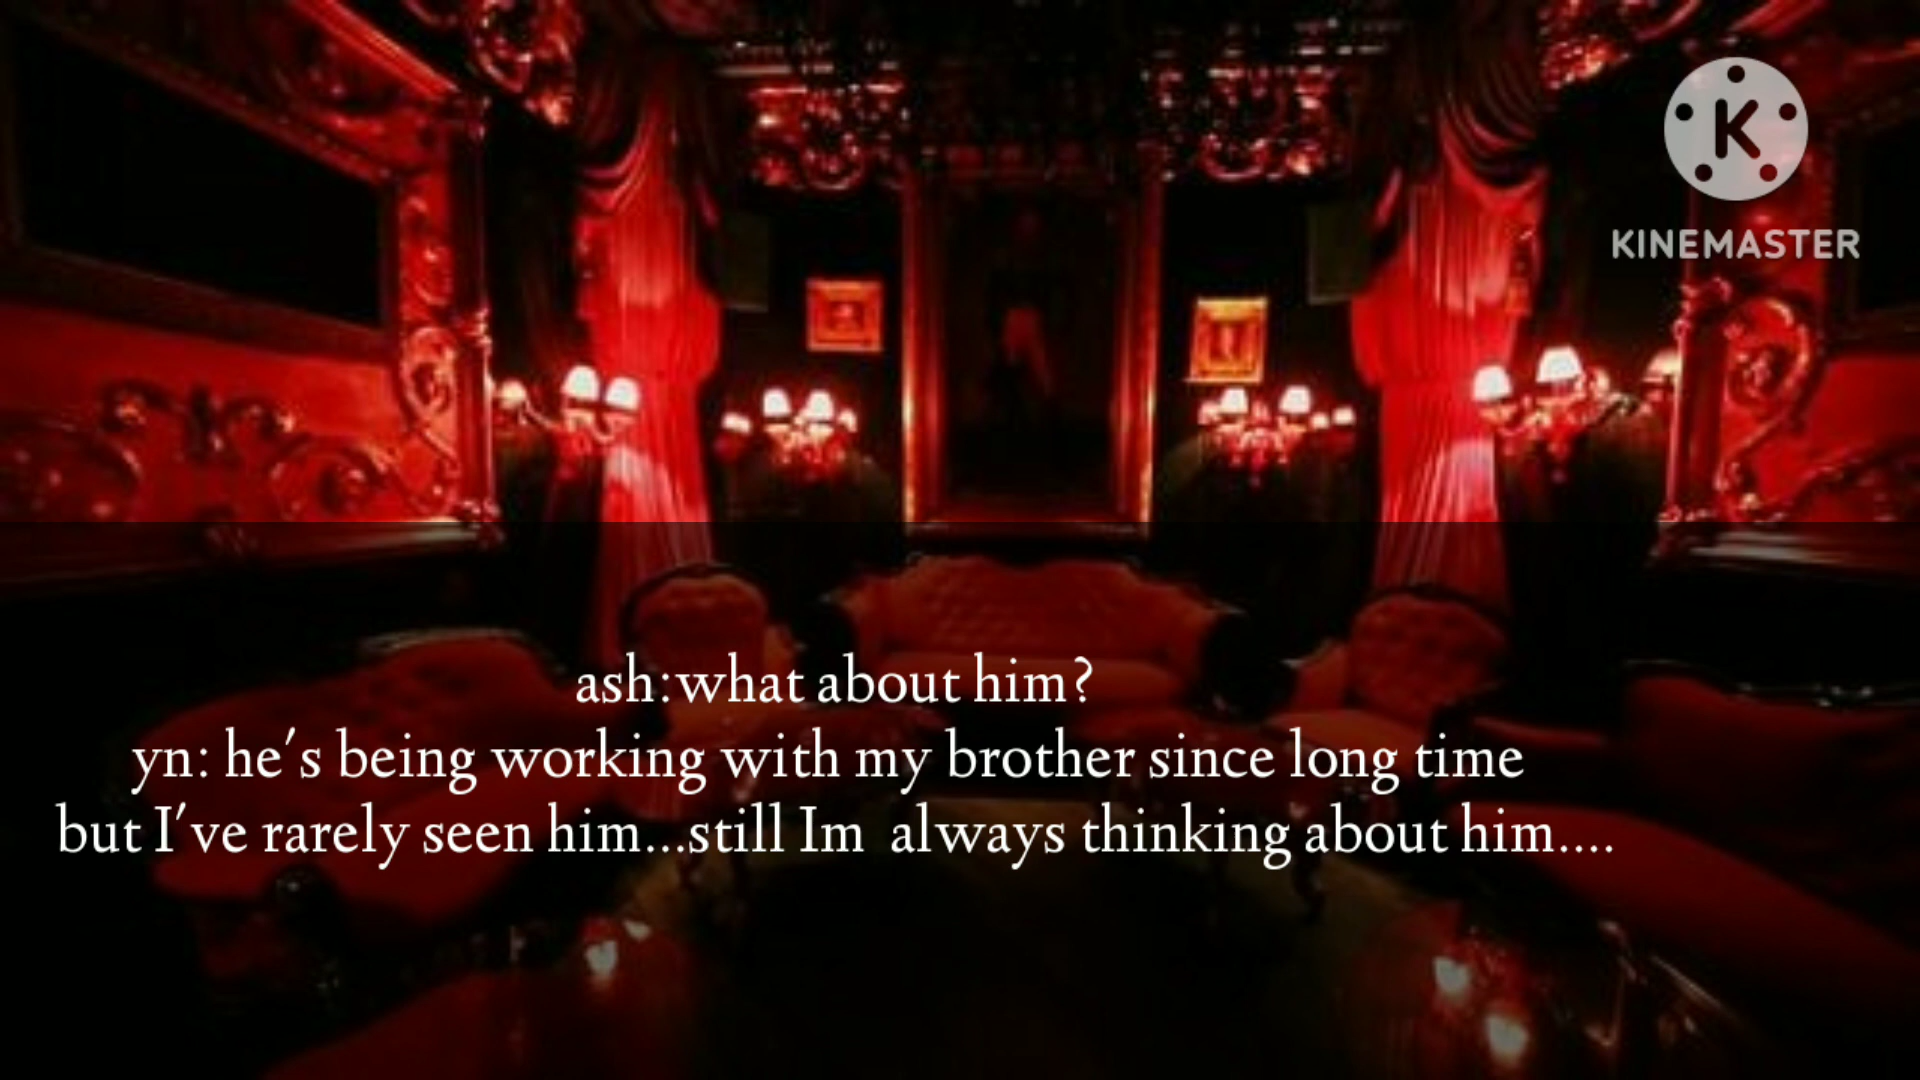 K
KINEMASTER
ash:what about him?
yn: he's being working with my brother since long time
but I've rarely seen him...still Im  always thinking about him....